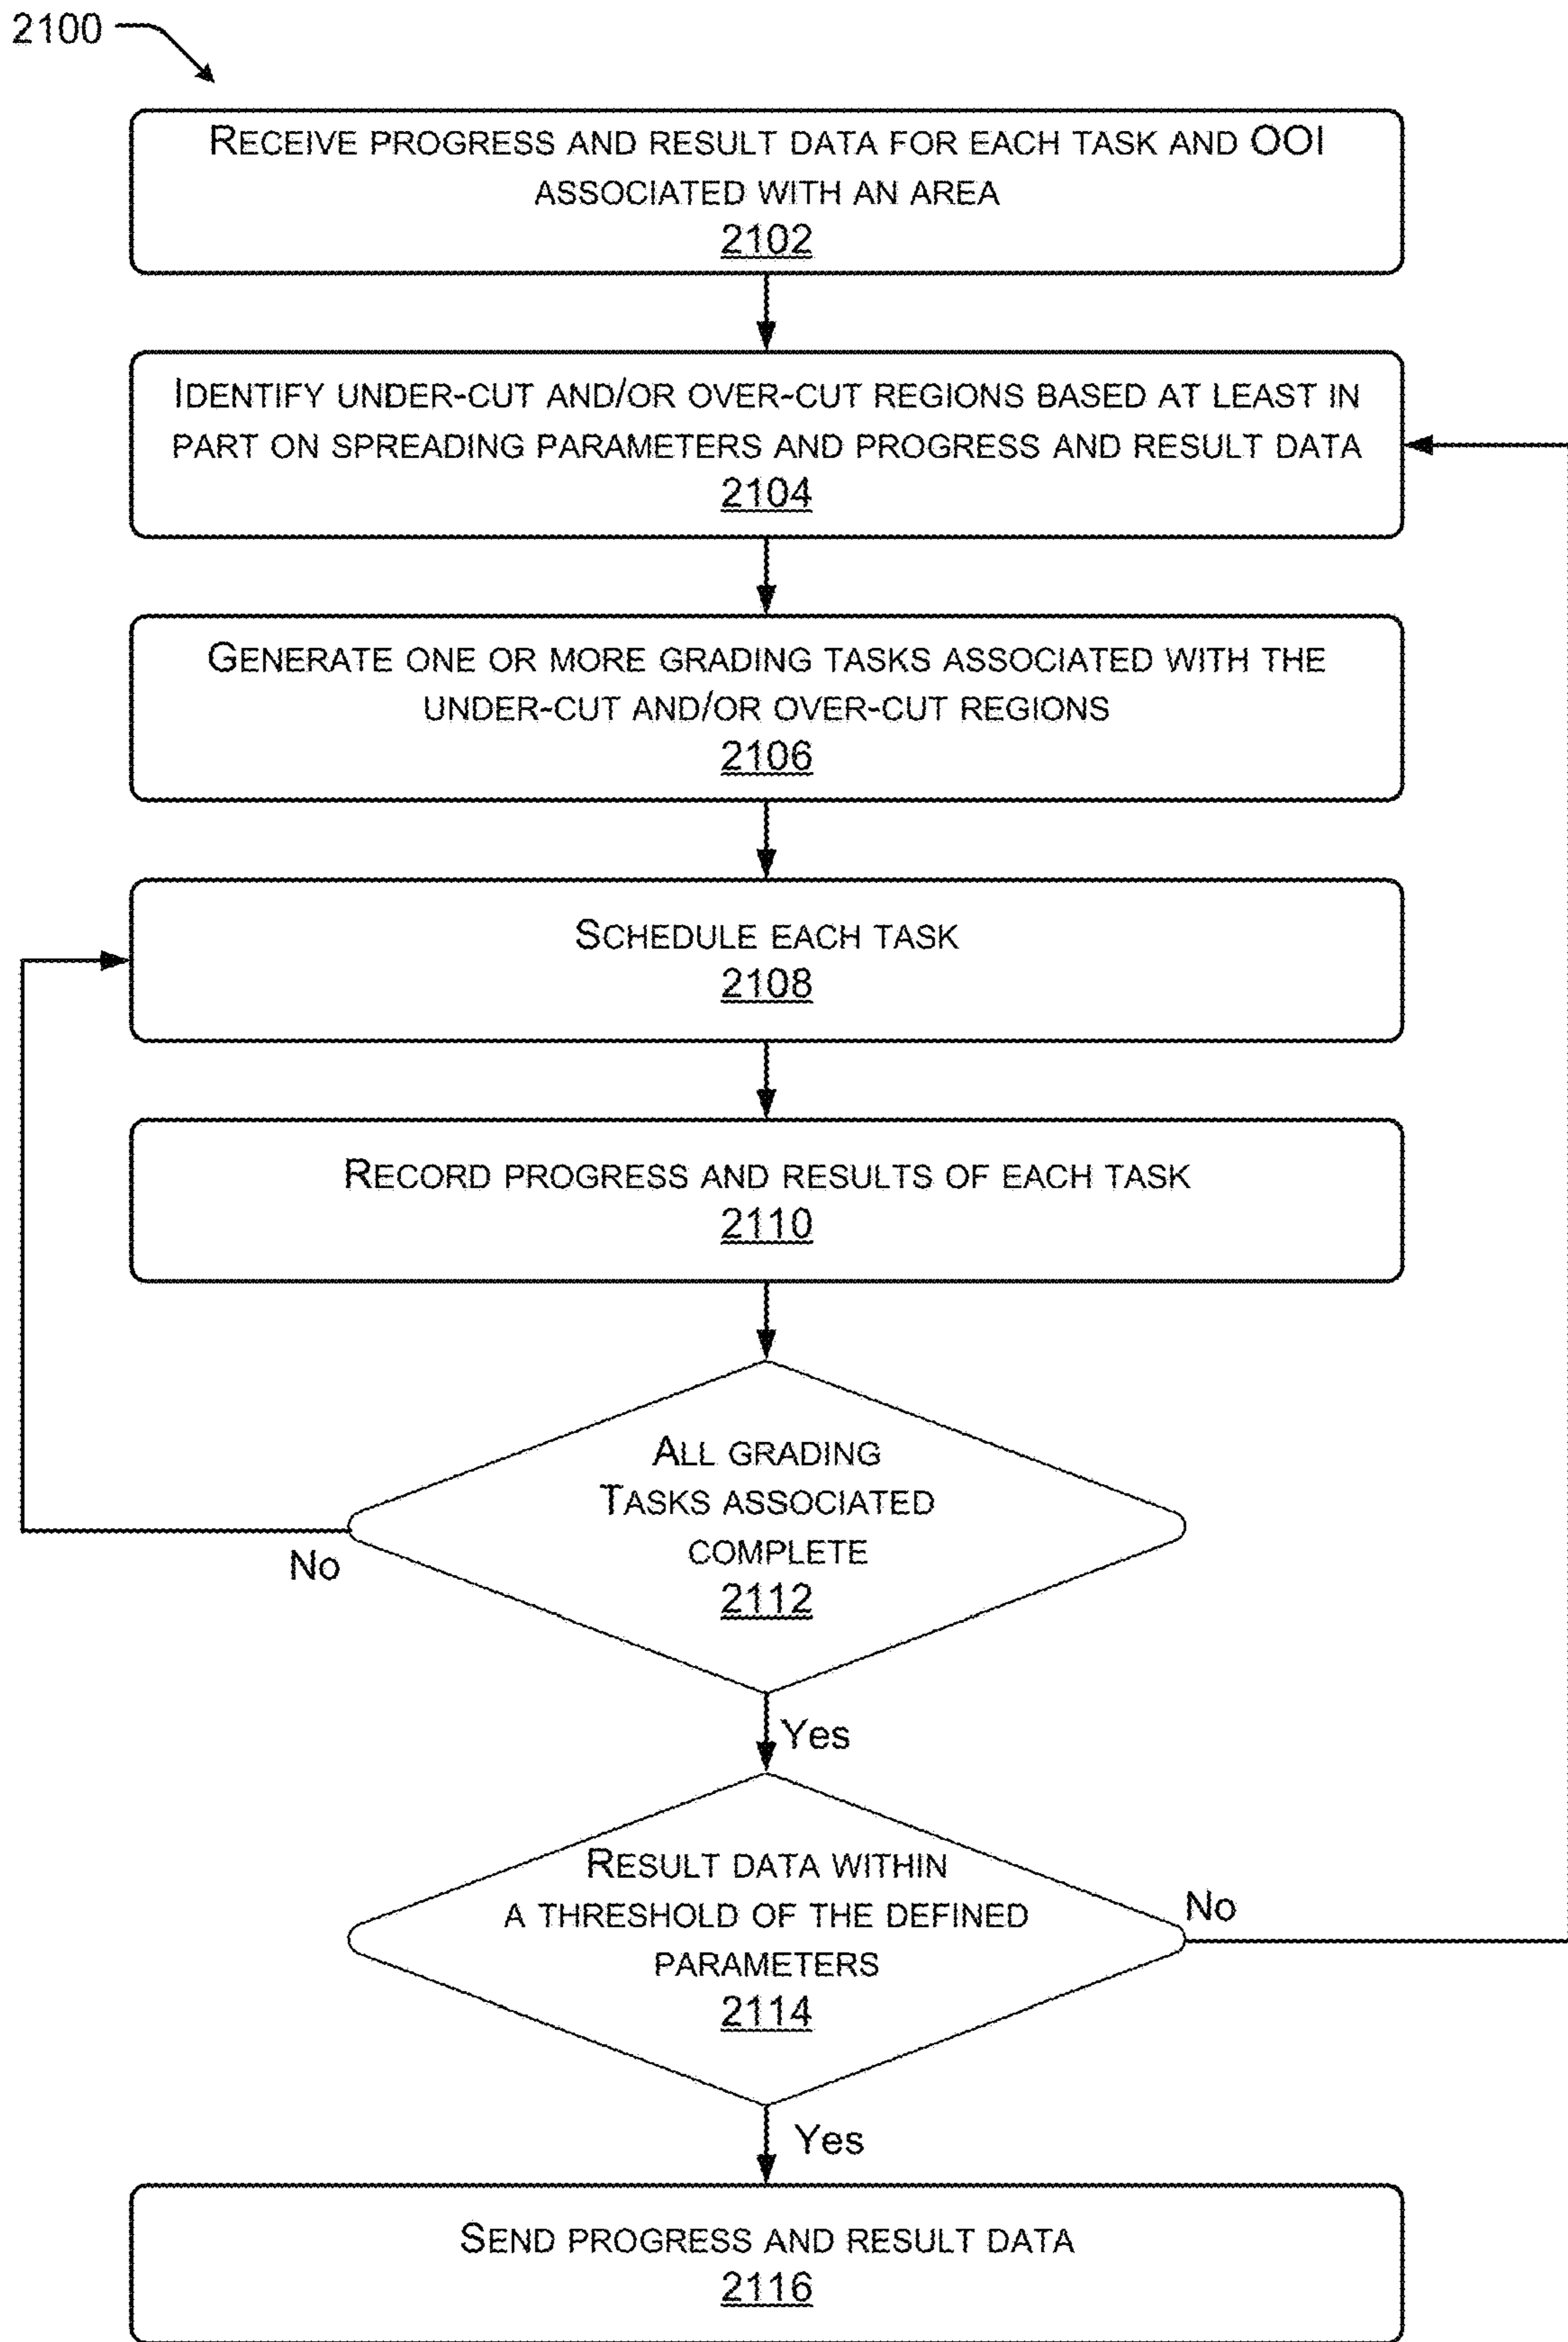 2100
RECEIVE PROGRESS AND RESULT DATA FOR EACH TASK AND OOI
ASSOCIATED WITH AN AREA
2102
IDENTIFY UNDER-CUT AND/OR OVER-CUT REGIONS BASED AT LEAST IN
PART ON SPREADING PARAMETERS AND PROGRESS AND RESULT DATA
2104
GENERATE ONE OR MORE GRADING TASKS ASSOCIATED WITH THE
UNDER-CUT AND/OR OVER-CUT REGIONS
2106
SCHEDULE EACH TASK
2108
RECORD PROGRESS AND RESULTS OF EACH TASK
2110
ALL GRADING
TASKS ASSOCIATED
COMPLETE
2112
No
Yes
RESULT DATA WITHIN
A THRESHOLD OF THE DEFINED
PARAMETERS
2114
No
Yes
SEND PROGRESS AND RESULT DATA
2116